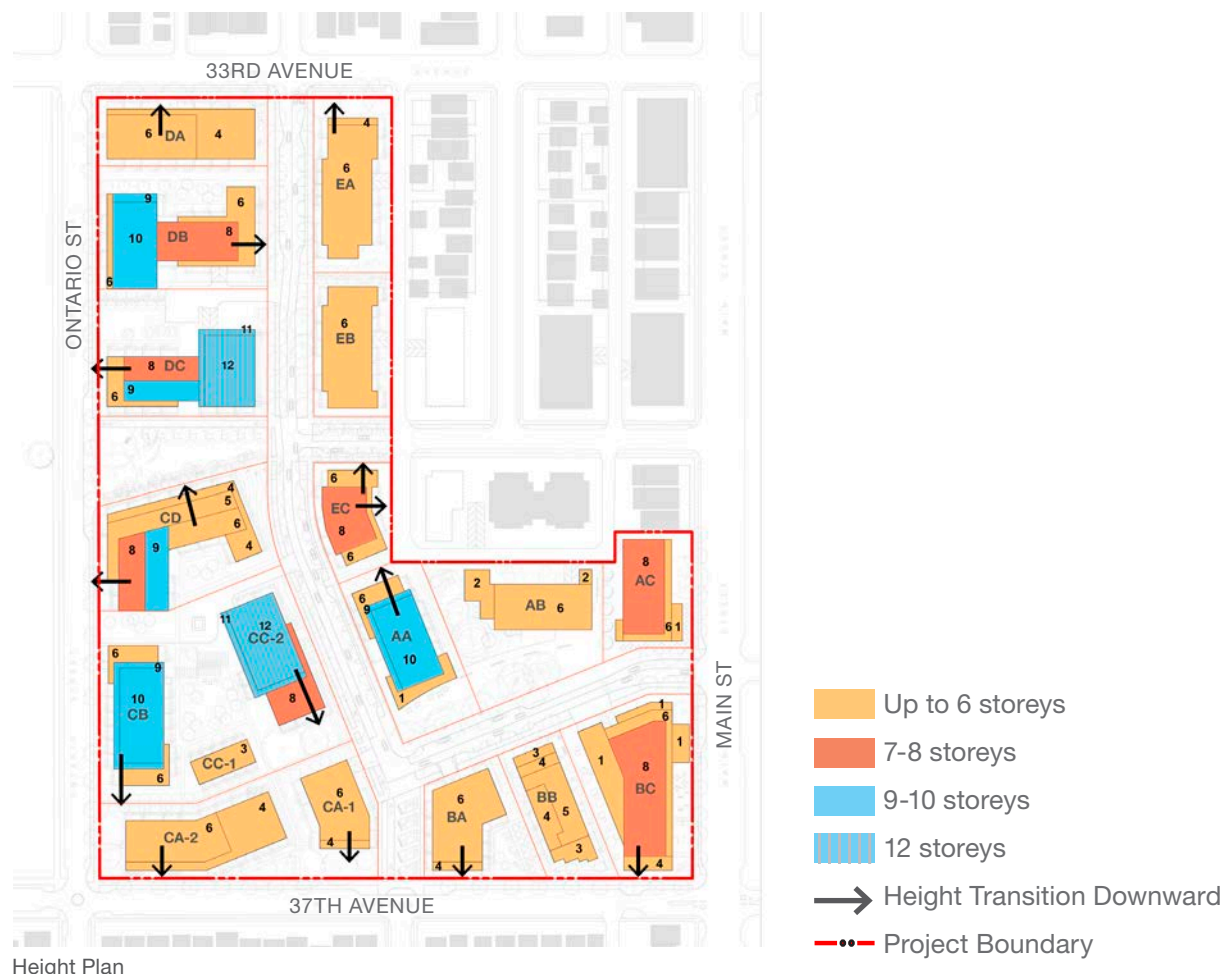 33RD AVENUE
AVENUE
4
6 DA 4
6
EA
9
6
10 DB 8
6
ONTARIO ST
6
EB
11
8 DC 12
9
6
MAIN STREET
6
EC
8
6
4
5
CD
6
8 9 4
8
AC
6 1
2 2
AB 6
6
9
AA
10
1
11 12
CC-2
8
STREET
MAIN ST
6
9
10
CB
6
CC-1 3
1
6
1
1
8
BC
4
3
4
BB
4 5
3
6
BA
4
6
CA-1
4
4
6
CA-2
37TH AVENUE
Up to 6 storeys
7-8 storeys
9-10 storeys
12 storeys
Height Transition Downward
Project Boundary
Height Plan